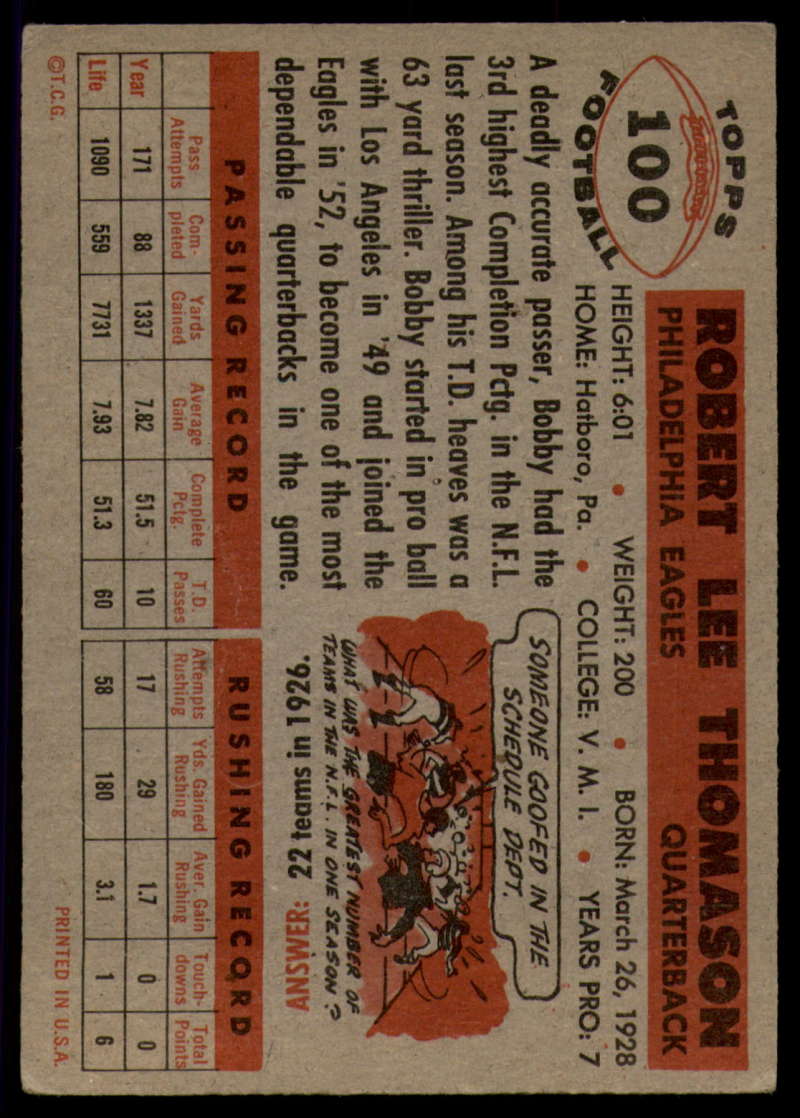 TOPPS
100
FOOTBALL
ROBERT LEE THOMASON
PHILADELPHIA EAGLES QUARTERBACK
HEIGHT: 6:01 • WEIGHT: 200 • BORN: March 26, 1928
HOME: Hatboro, Pa. • COLLEGE: V. M. I. • YEARS PRO: 7
A deadly accurate passer, Bobby had the
3rd highest Completion Pctg. in the N.F.L.
last season. Among his T.D. heaves was a
63 yard thriller. Bobby started in pro ball
with Los Angeles in '49 and joined the
Eagles in '52, to become one of the most
dependable quarterbacks in the game.
SOMEONE GOOFED IN THE
SCHEDULE DEPT.
WHAT WAS THE GREATEST NUMBER OF
TEAMS IN THE N.F.L. IN ONE SEASON?
ANSWER: 22 teams in 1926.
PASSING RECORD
Pass Attempts Com-pleted Yards Gained Average Gain Complete Pctg. T.D. Passes
Year 171 88 1337 7.82 51.5 10
Life 1090 559 7731 7.93 51.3 60
RUSHING RECORD
Attempts Rushing Yds. Gained Rushing Aver. Gain Rushing Touch-downs Total Points
17 29 1.7 0 0
58 180 3.1 1 6
©T.C.G.
PRINTED IN U.S.A.